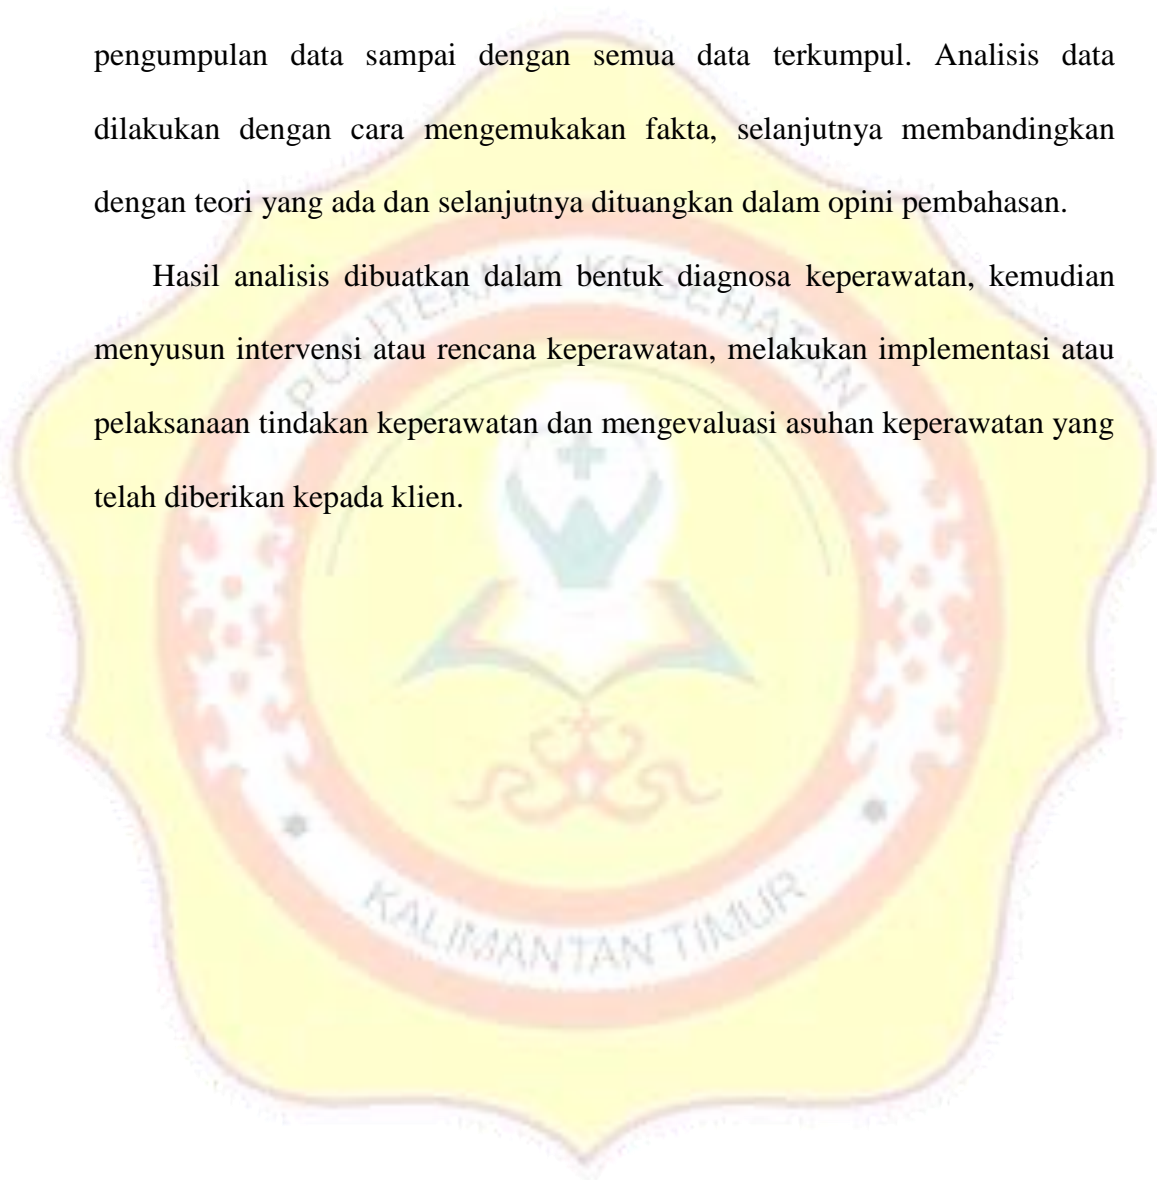 pengumpulan data sampai dengan semua data terkumpul. Analisis data
dilakukan dengan cara mengemukakan fakta, selanjutnya membandingkan
dengan teori yang ada dan selanjutnya dituangkan dalam opini pembahasan.
Hasil analisis dibuatkan dalam bentuk diagnosa keperawatan, kemudian
menyusun intervensi atau rencana keperawatan, melakukan implementasi atau
pelaksanaan tindakan keperawatan dan mengevaluasi asuhan keperawatan yang
telah diberikan kepada klien.
POLITEKNIK KESEHATAN
KALIMANTAN TIMUR